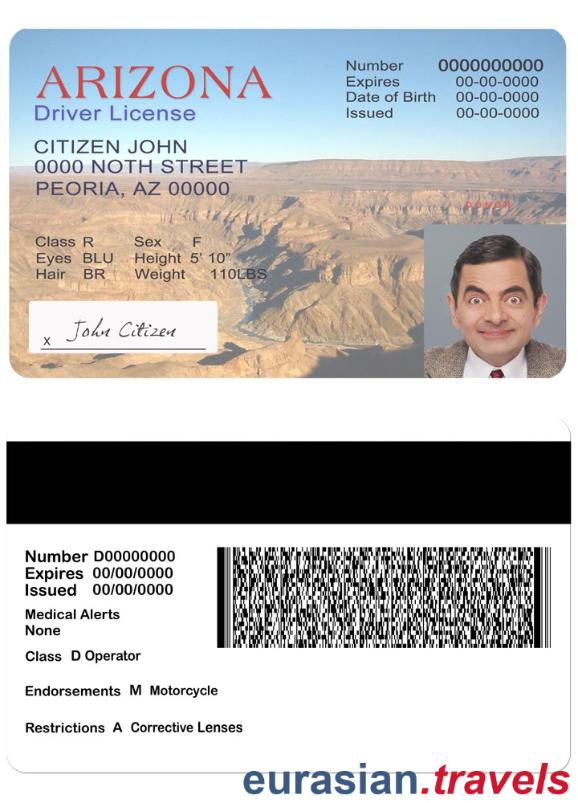 ARIZONA
Driver License
Number 0000000000
Expires 00-00-0000
Date of Birth 00-00-0000
Issued 00-00-0000
CITIZEN JOHN
0000 NOTH STREET
PEORIA, AZ 00000
DONOR
Class R Sex F
Eyes BLU Height 5' 10"
Hair BR Weight 110LBS
X John Citizen
Number D00000000
Expires 00/00/0000
Issued 00/00/0000
Medical Alerts
None
Class D Operator
Endorsements M Motorcycle
Restrictions A Corrective Lenses
eurasian.travels